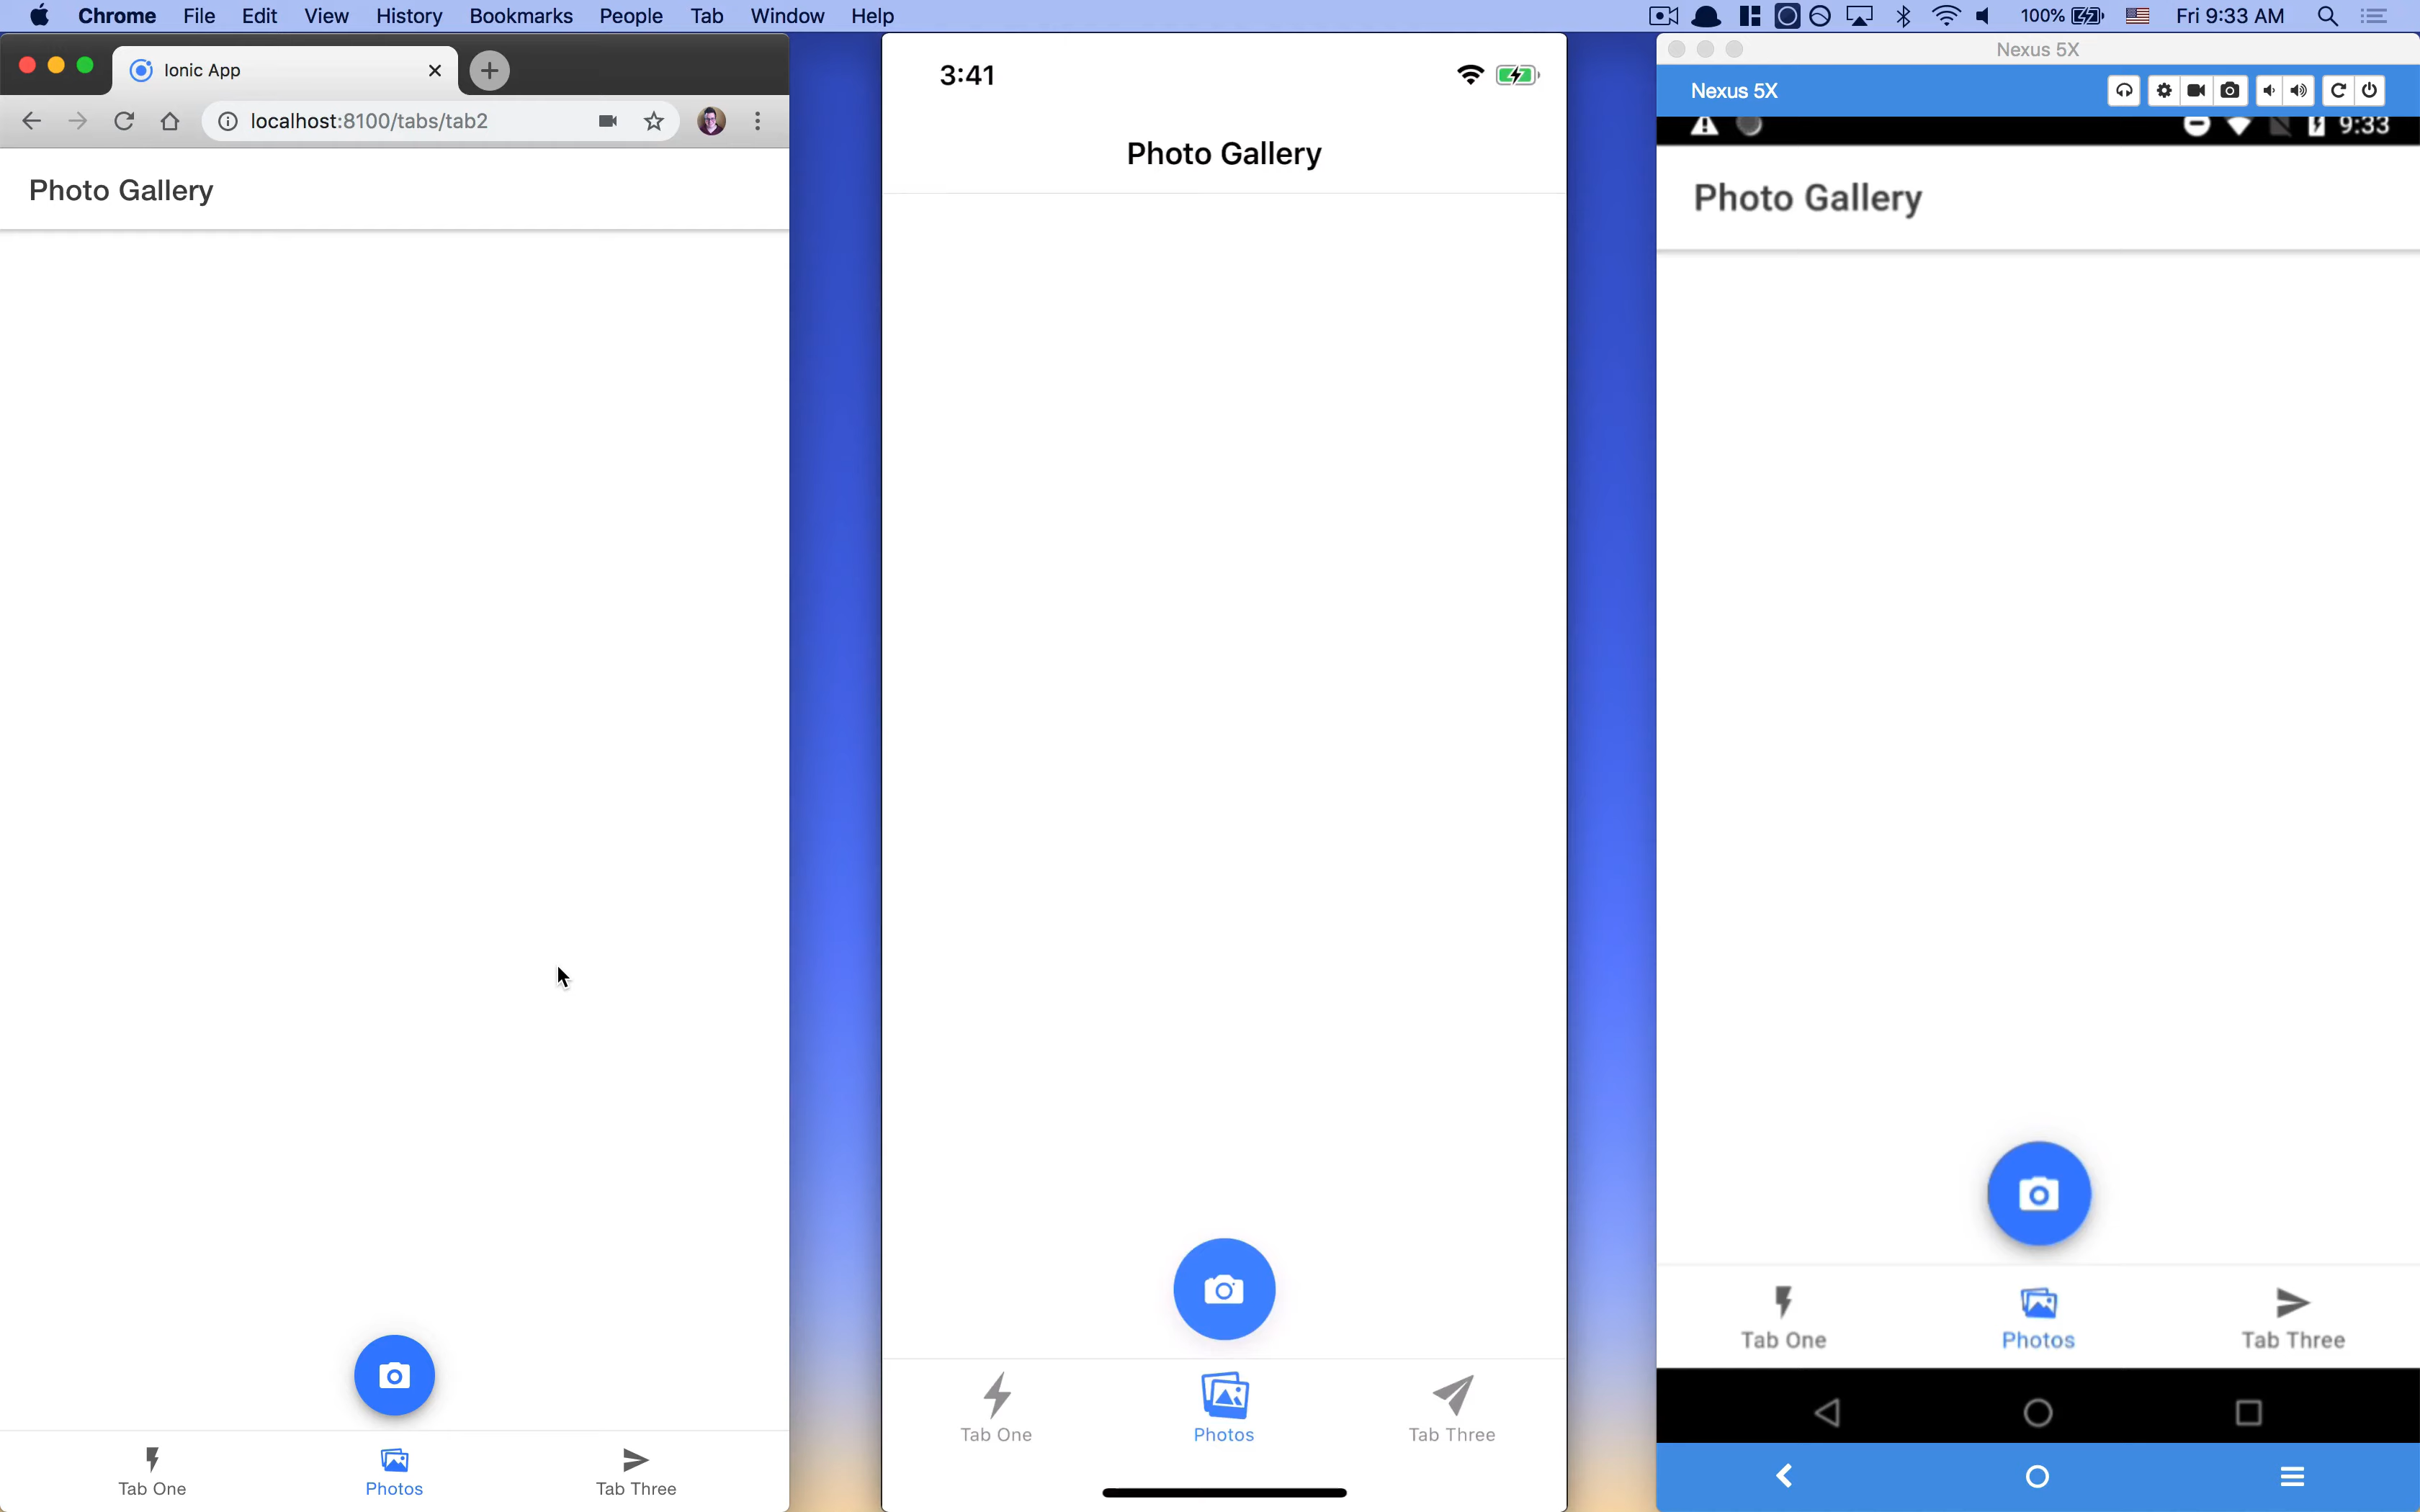 Chrome File Edit View History Bookmarks People Tab Window Help 100% Fri 9:33 AM
Ionic App
localhost:8100/tabs/tab2
Photo Gallery
Tab One Photos Tab Three
3:41
Photo Gallery
Tab One Photos Tab Three
Nexus 5X
Nexus 5X
9:33
Photo Gallery
Tab One Photos Tab Three